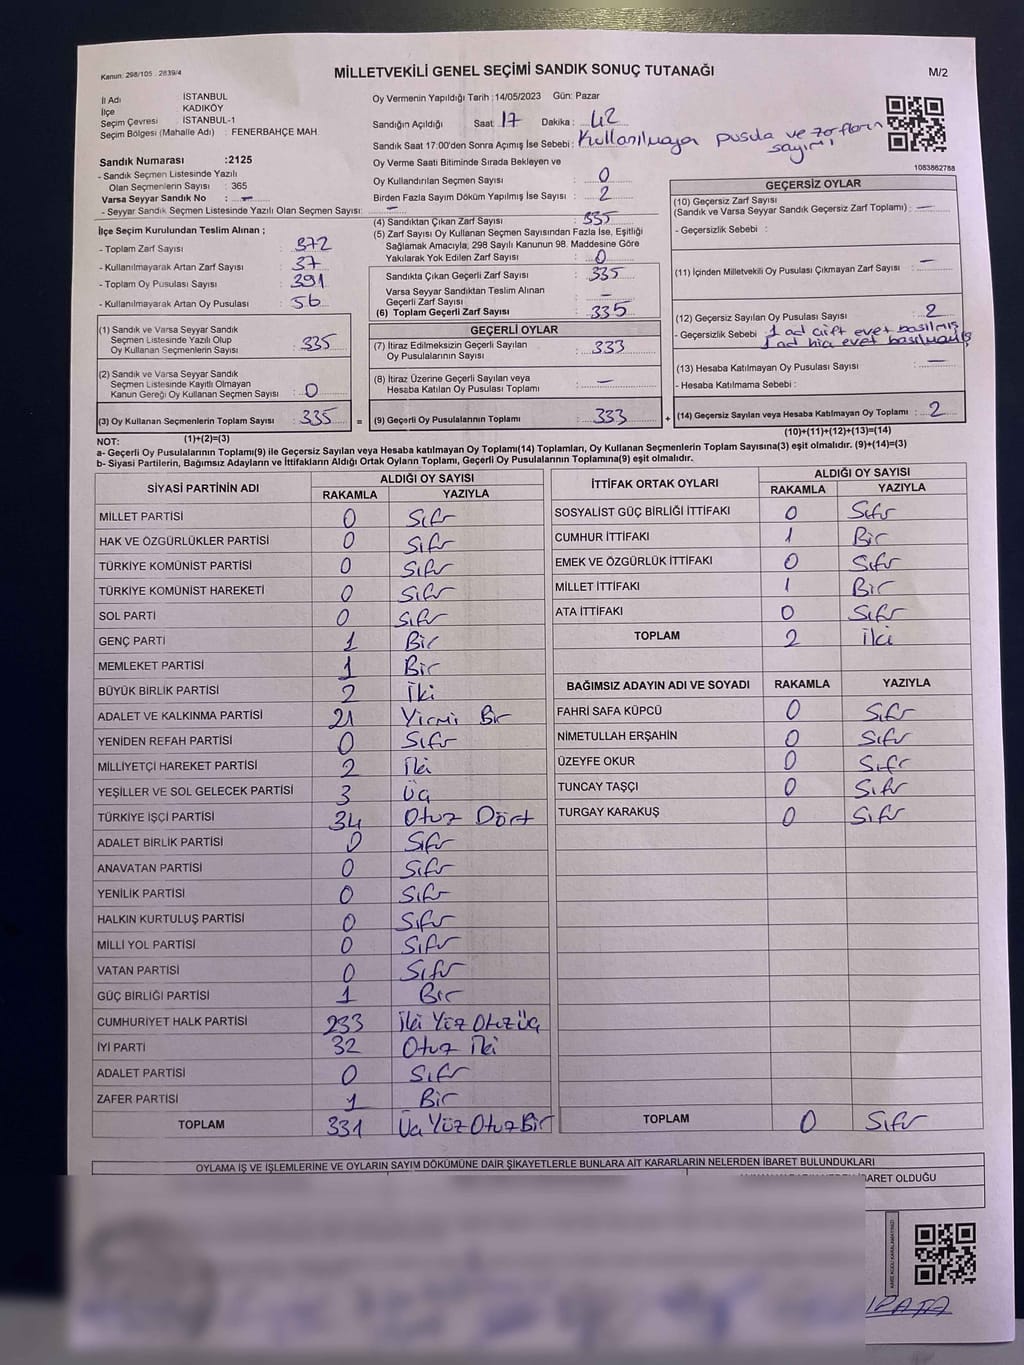 Kanun: 298/105 . 2839/4
MİLLETVEKİLİ GENEL SEÇİMİ SANDIK SONUÇ TUTANAĞI
M/2
İl Adı : İSTANBUL
İlçe : KADIKÖY
Seçim Çevresi : İSTANBUL-1
Seçim Bölgesi (Mahalle Adı) : FENERBAHÇE MAH.
Sandık Numarası :2125
- Sandık Seçmen Listesinde Yazılı
Olan Seçmenlerin Sayısı : 365
Varsa Seyyar Sandık No : -
- Seyyar Sandık Seçmen Listesinde Yazılı Olan Seçmen Sayısı: -
İlçe Seçim Kurulundan Teslim Alınan ;
- Toplam Zarf Sayısı : 372
- Kullanılmayarak Artan Zarf Sayısı : 37
- Toplam Oy Pusulası Sayısı : 391
- Kullanılmayarak Artan Oy Pusulası : 56
(1) Sandık ve Varsa Seyyar Sandık
Seçmen Listesinde Yazılı Olup
Oy Kullanan Seçmenlerin Sayısı : 335
(2) Sandık ve Varsa Seyyar Sandık
Seçmen Listesinde Kayıtlı Olmayan
Kanun Gereği Oy Kullanan Seçmen Sayısı : 0
(3) Oy Kullanan Seçmenlerin Toplam Sayısı : 335 =
Oy Vermenin Yapıldığı Tarih :14/05/2023 Gün: Pazar
Sandığın Açıldığı Saat 17 Dakika : 42
Sandık Saat 17:00'den Sonra Açımış İse Sebebi : Kullanılmayan pusula ve zarfların
sayımı
Oy Verme Saati Bitiminde Sırada Bekleyen ve
Oy Kullandırılan Seçmen Sayısı : 0
Birden Fazla Sayım Döküm Yapılmış İse Sayısı : 2
(4) Sandıktan Çıkan Zarf Sayısı : 335
(5) Zarf Sayısı Oy Kullanan Seçmen Sayısından Fazla İse, Eşitliği
Sağlamak Amacıyla, 298 Sayılı Kanunun 98. Maddesine Göre
Yakılarak Yok Edilen Zarf Sayısı : 0
Sandıkta Çıkan Geçerli Zarf Sayısı : 335
Varsa Seyyar Sandıktan Teslim Alınan
Geçerli Zarf Sayısı : -
(6) Toplam Geçerli Zarf Sayısı : 335
GEÇERLİ OYLAR
(7) İtiraz Edilmeksizin Geçerli Sayılan
Oy Pusulalarının Sayısı : 333
(8) İtiraz Üzerine Geçerli Sayılan veya
Hesaba Katılan Oy Pusulası Toplamı : -
(9) Geçerli Oy Pusulalarının Toplamı : 333 +
1083862788
GEÇERSİZ OYLAR
(10) Geçersiz Zarf Sayısı
(Sandık ve Varsa Seyyar Sandık Geçersiz Zarf Toplamı) : -
- Geçersizlik Sebebi :
(11) İçinden Milletvekili Oy Pusulası Çıkmayan Zarf Sayısı : -
(12) Geçersiz Sayılan Oy Pusulası Sayısı : 2
- Geçersizlik Sebebi : 1 ad çift evet basılmış
1 ad hiç evet basılmamış
(13) Hesaba Katılmayan Oy Pusulası Sayısı : -
- Hesaba Katılmama Sebebi :
(14) Geçersiz Sayılan veya Hesaba Katılmayan Oy Toplamı : 2
NOT: (1)+(2)=(3)
(10)+(11)+(12)+(13)=(14)
a- Geçerli Oy Pusulalarının Toplamı(9) ile Geçersiz Sayılan veya Hesaba katılmayan Oy Toplamı(14) Toplamları, Oy Kullanan Seçmenlerin Toplam Sayısına(3) eşit olmalıdır. (9)+(14)=(3)
b- Siyasi Partilerin, Bağımsız Adayların ve İttifakların Aldığı Ortak Oyların Toplamı, Geçerli Oy Pusulalarının Toplamına(9) eşit olmalıdır.
SİYASİ PARTİNİN ADI
ALDIĞI OY SAYISI
RAKAMLA YAZIYLA
MİLLET PARTİSİ 0 Sıfır
HAK VE ÖZGÜRLÜKLER PARTİSİ 0 Sıfır
TÜRKİYE KOMÜNİST PARTİSİ 0 Sıfır
TÜRKİYE KOMÜNİST HAREKETİ 0 Sıfır
SOL PARTİ 0 Sıfır
GENÇ PARTİ 1 Bir
MEMLEKET PARTİSİ 1 Bir
BÜYÜK BİRLİK PARTİSİ 2 İki
ADALET VE KALKINMA PARTİSİ 21 Yirmi Bir
YENİDEN REFAH PARTİSİ 0 Sıfır
MİLLİYETÇİ HAREKET PARTİSİ 2 İki
YEŞİLLER VE SOL GELECEK PARTİSİ 3 Üç
TÜRKİYE İŞÇİ PARTİSİ 34 Otuz Dört
ADALET BİRLİK PARTİSİ 0 Sıfır
ANAVATAN PARTİSİ 0 Sıfır
YENİLİK PARTİSİ 0 Sıfır
HALKIN KURTULUŞ PARTİSİ 0 Sıfır
MİLLİ YOL PARTİSİ 0 Sıfır
VATAN PARTİSİ 0 Sıfır
GÜÇ BİRLİĞİ PARTİSİ 1 Bir
CUMHURİYET HALK PARTİSİ 233 İki Yüz Otuz Üç
İYİ PARTİ 32 Otuz İki
ADALET PARTİSİ 0 Sıfır
ZAFER PARTİSİ 1 Bir
TOPLAM 331 Üç Yüz Otuz Bir
İTTİFAK ORTAK OYLARI
ALDIĞI OY SAYISI
RAKAMLA YAZIYLA
SOSYALİST GÜÇ BİRLİĞİ İTTİFAKI 0 Sıfır
CUMHUR İTTİFAKI 1 Bir
EMEK VE ÖZGÜRLÜK İTTİFAKI 0 Sıfır
MİLLET İTTİFAKI 1 Bir
ATA İTTİFAKI 0 Sıfır
TOPLAM 2 İki
BAĞIMSIZ ADAYIN ADI VE SOYADI RAKAMLA YAZIYLA
FAHRİ SAFA KÜPCÜ 0 Sıfır
NİMETULLAH ERŞAHİN 0 Sıfır
ÜZEYFE OKUR 0 Sıfır
TUNCAY TAŞÇI 0 Sıfır
TURGAY KARAKUŞ 0 Sıfır
TOPLAM 0 Sıfır
OYLAMA İŞ VE İŞLEMLERİNE VE OYLARIN SAYIM DÖKÜMÜNE DAİR ŞİKAYETLERLE BUNLARA AİT KARARLARIN NELERDEN İBARET BULUNDUKLARI
İBARET OLDUĞU